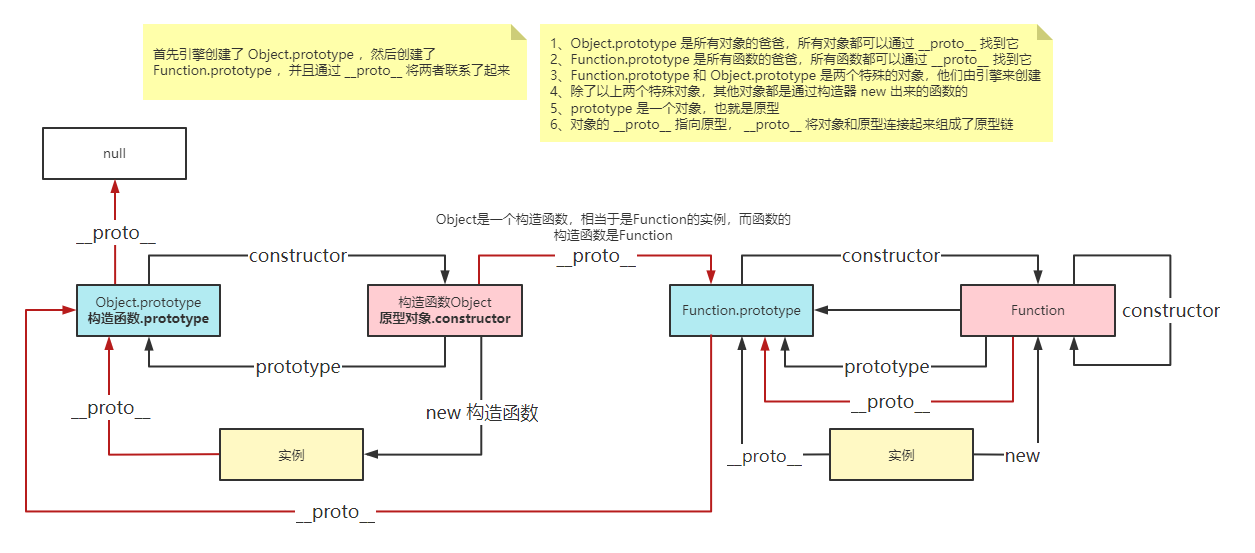 首先引擎创建了 Object.prototype ，然后创建了
Function.prototype ，并且通过 __proto__ 将两者联系了起来
1、Object.prototype 是所有对象的爸爸，所有对象都可以通过 __proto__ 找到它
2、Function.prototype 是所有函数的爸爸，所有函数都可以通过 __proto__ 找到它
3、Function.prototype 和 Object.prototype 是两个特殊的对象，他们由引擎来创建
4、除了以上两个特殊对象，其他对象都是通过构造器 new 出来的函数的
5、prototype 是一个对象，也就是原型
6、对象的 __proto__ 指向原型， __proto__ 将对象和原型连接起来组成了原型链
null
__proto__
Object是一个构造函数，相当于是Function的实例，而函数的
构造函数是Function
constructor
__proto__
constructor
Object.prototype
构造函数.prototype
构造函数Object
原型对象.constructor
Function.prototype
Function
constructor
prototype
prototype
__proto__
new 构造函数
__proto__
实例
__proto__
实例
new
__proto__